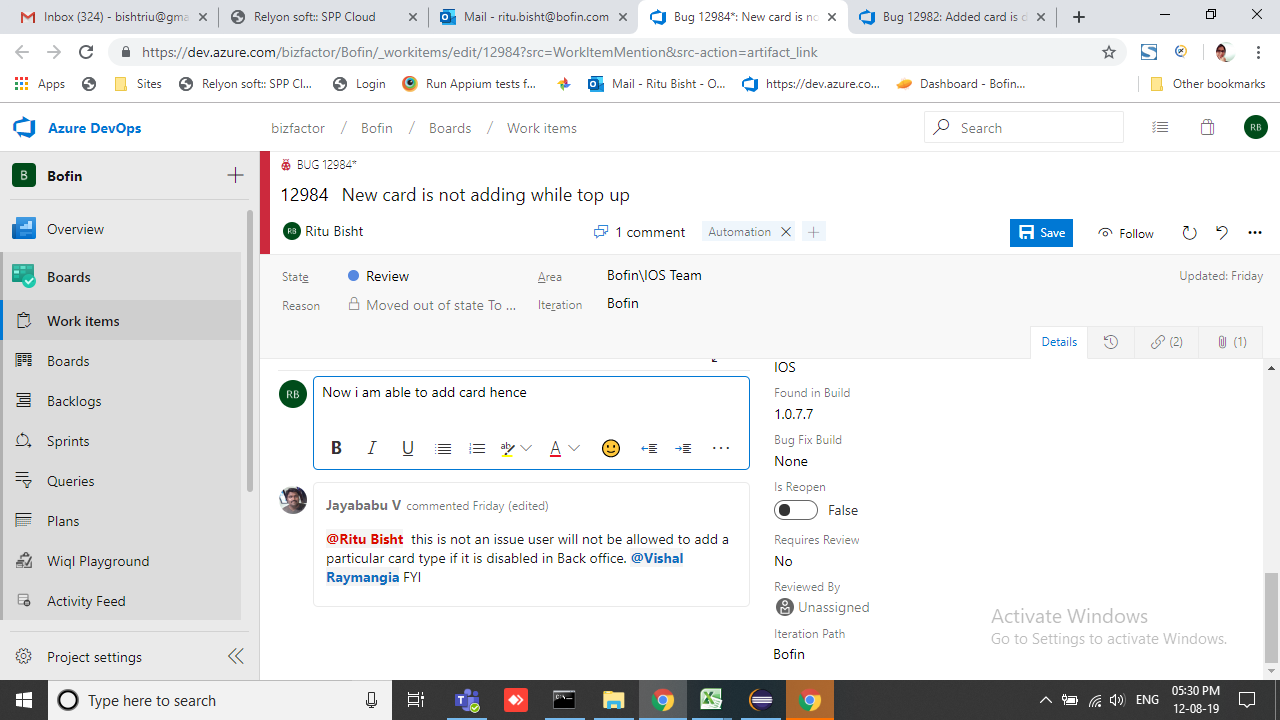 Inbox (324) - bishtriu@gma
Relyon soft:: SPP Cloud
Mail - ritu.bisht@bofin.com
Bug 12984*: New card is no
Bug 12982: Added card is d
https://dev.azure.com/bizfactor/Bofin/_workitems/edit/12984?src=WorkItemMention&src-action=artifact_link
Apps
Sites
Relyon soft:: SPP Cl...
Login
Run Appium tests f...
Mail - Ritu Bisht - O...
https://dev.azure.co...
Dashboard - Bofin...
Other bookmarks
Azure DevOps
bizfactor / Bofin / Boards / Work items
Search
RB
B Bofin
Overview
Boards
Work items
Boards
Backlogs
Sprints
Queries
Plans
Wiql Playground
Activity Feed
Project settings
BUG 12984*
12984 New card is not adding while top up
RB Ritu Bisht
1 comment
Automation
Save
Follow
State
Review
Area
Bofin\IOS Team
Updated: Friday
Reason
Moved out of state To ...
Iteration
Bofin
Details
(2)
(1)
RB
Now i am able to add card hence
B I U
ab
A
Jayababu V commented Friday (edited)
@Ritu Bisht this is not an issue user will not be allowed to add a
particular card type if it is disabled in Back office. @Vishal
Raymangia FYI
IOS
Found in Build
1.0.7.7
Bug Fix Build
None
Is Reopen
False
Requires Review
No
Reviewed By
Unassigned
Iteration Path
Bofin
Activate Windows
Go to Settings to activate Windows.
Type here to search
ENG
05:30 PM
12-08-19